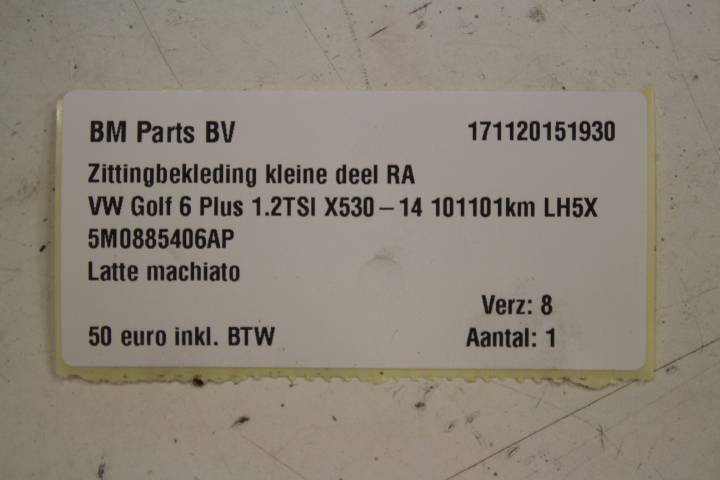 BM Parts BV 171120151930
Zittingbekleding kleine deel RA
VW Golf 6 Plus 1.2TSI X530-14 101101km LH5X
5M0885406AP
Latte machiato
Verz: 8
50 euro inkl. BTW Aantal: 1